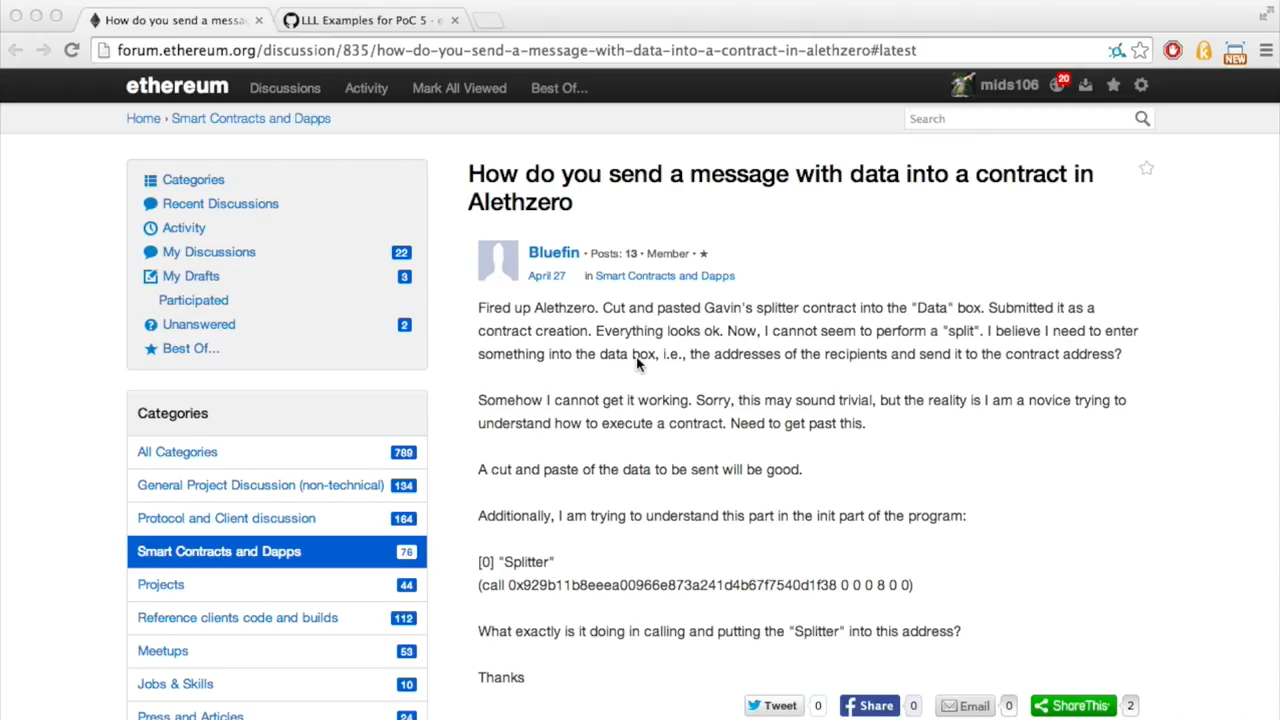 How do you send a messa
LLL Examples for PoC 5 - e
forum.ethereum.org/discussion/835/how-do-you-send-a-message-with-data-into-a-contract-in-alethzero#latest
NEW
ethereum
Discussions
Activity
Mark All Viewed
Best Of...
mids106
20
Home › Smart Contracts and Dapps
Search
Categories
Recent Discussions
Activity
My Discussions 22
My Drafts 3
Participated
Unanswered 2
Best Of...
Categories
All Categories 789
General Project Discussion (non-technical) 134
Protocol and Client discussion 164
Smart Contracts and Dapps 76
Projects 44
Reference clients code and builds 112
Meetups 53
Jobs & Skills 10
Press and Articles 24
How do you send a message with data into a contract in
Alethzero
Bluefin • Posts: 13 • Member • ★
April 27 in Smart Contracts and Dapps
Fired up Alethzero. Cut and pasted Gavin's splitter contract into the "Data" box. Submitted it as a
contract creation. Everything looks ok. Now, I cannot seem to perform a "split". I believe I need to enter
something into the data box, i.e., the addresses of the recipients and send it to the contract address?
Somehow I cannot get it working. Sorry, this may sound trivial, but the reality is I am a novice trying to
understand how to execute a contract. Need to get past this.
A cut and paste of the data to be sent will be good.
Additionally, I am trying to understand this part in the init part of the program:
[0] "Splitter"
(call 0x929b11b8eeea00966e873a241d4b67f7540d1f38 0 0 0 8 0 0)
What exactly is it doing in calling and putting the "Splitter" into this address?
Thanks
Tweet 0
Share 0
Email 0
ShareThis 2